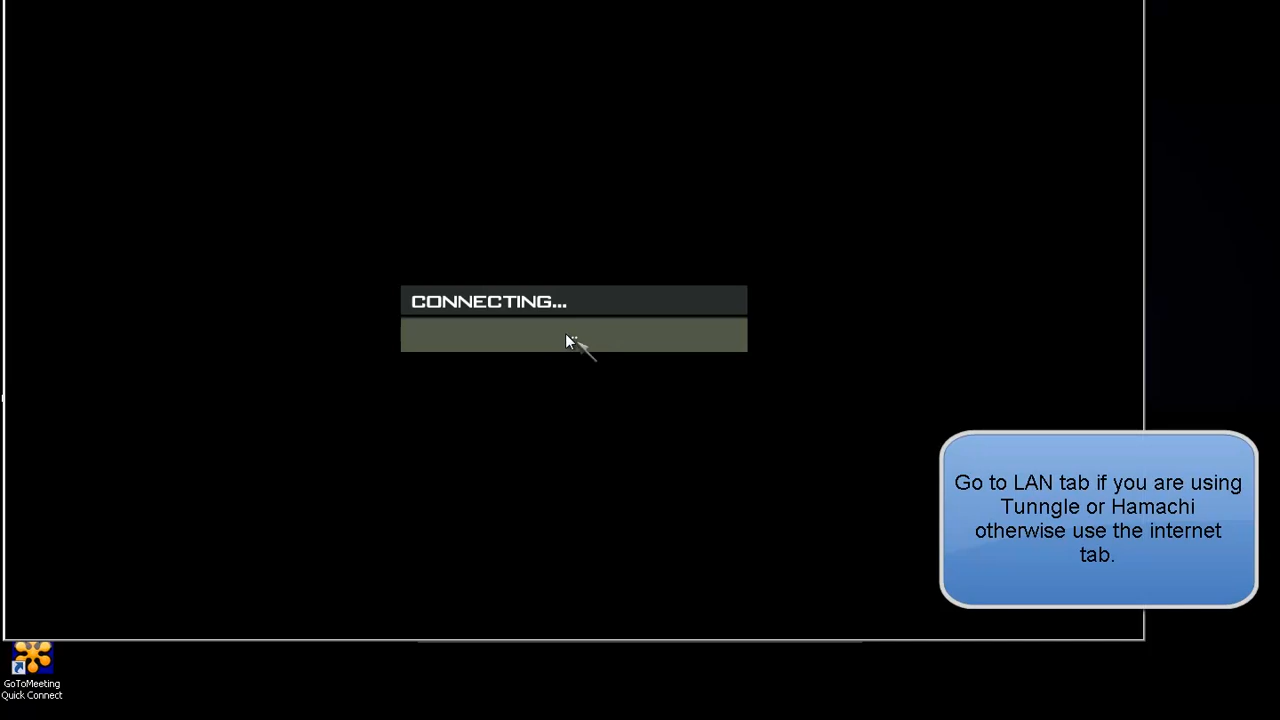 CONNECTING...
Go to LAN tab if you are using
Tunngle or Hamachi
otherwise use the internet
tab.
GoToMeeting
Quick Connect